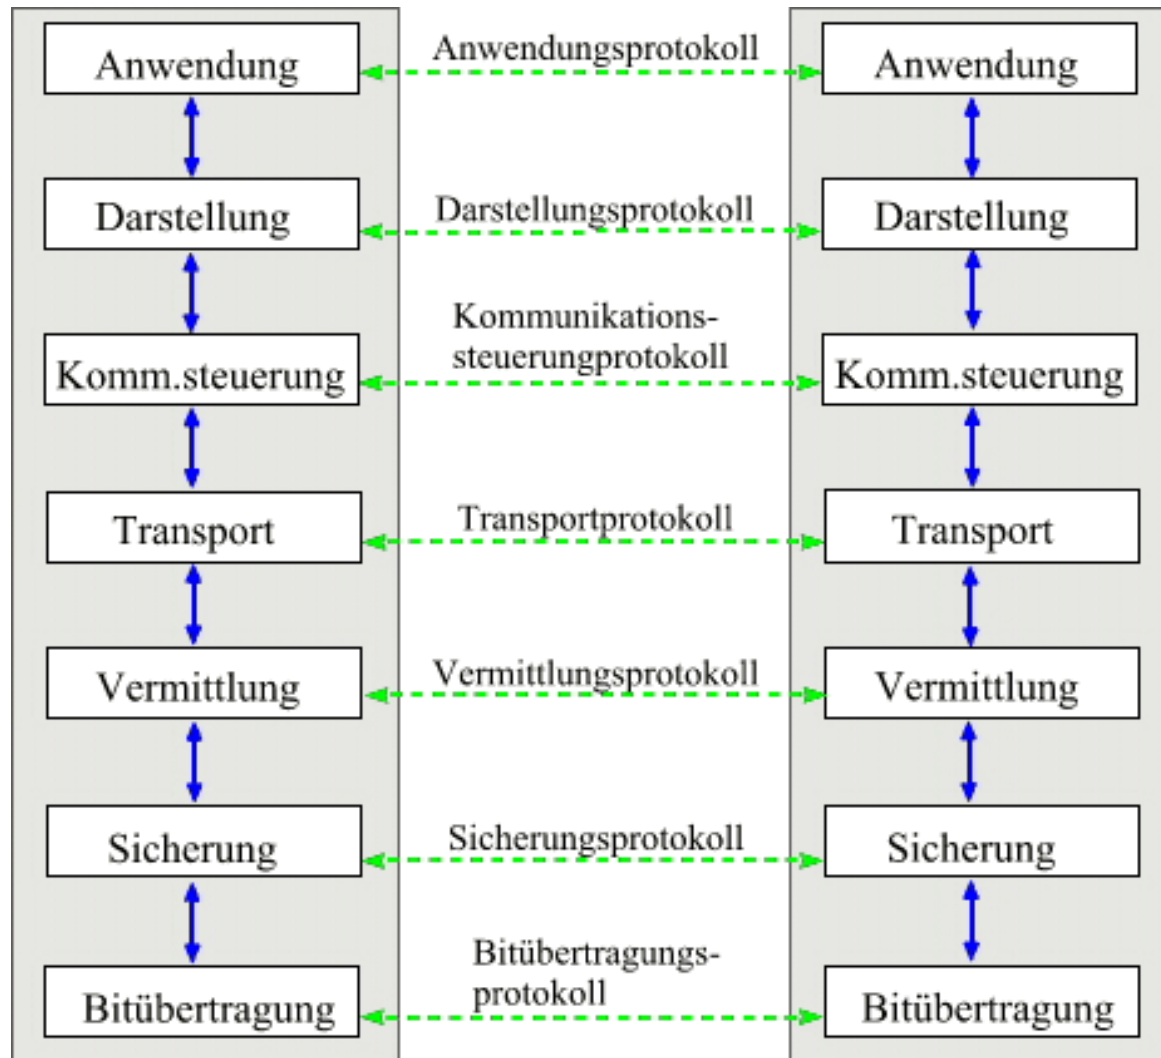 Anwendung
Anwendungsprotokoll
Anwendung
Darstellung
Darstellungsprotokoll
Darstellung
Komm.steuerung
Kommunikations-
steuerungprotokoll
Komm.steuerung
Transport
Transportprotokoll
Transport
Vermittlung
Vermittlungsprotokoll
Vermittlung
Sicherung
Sicherungsprotokoll
Sicherung
Bitübertragung
Bitübertragungs-
protokoll
Bitübertragung